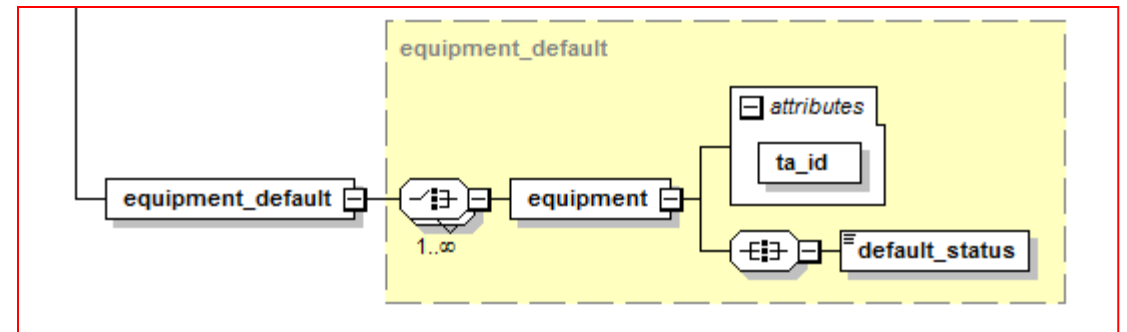 equipment_default
attributes
ta_id
equipment_default
equipment
1..∞
default_status